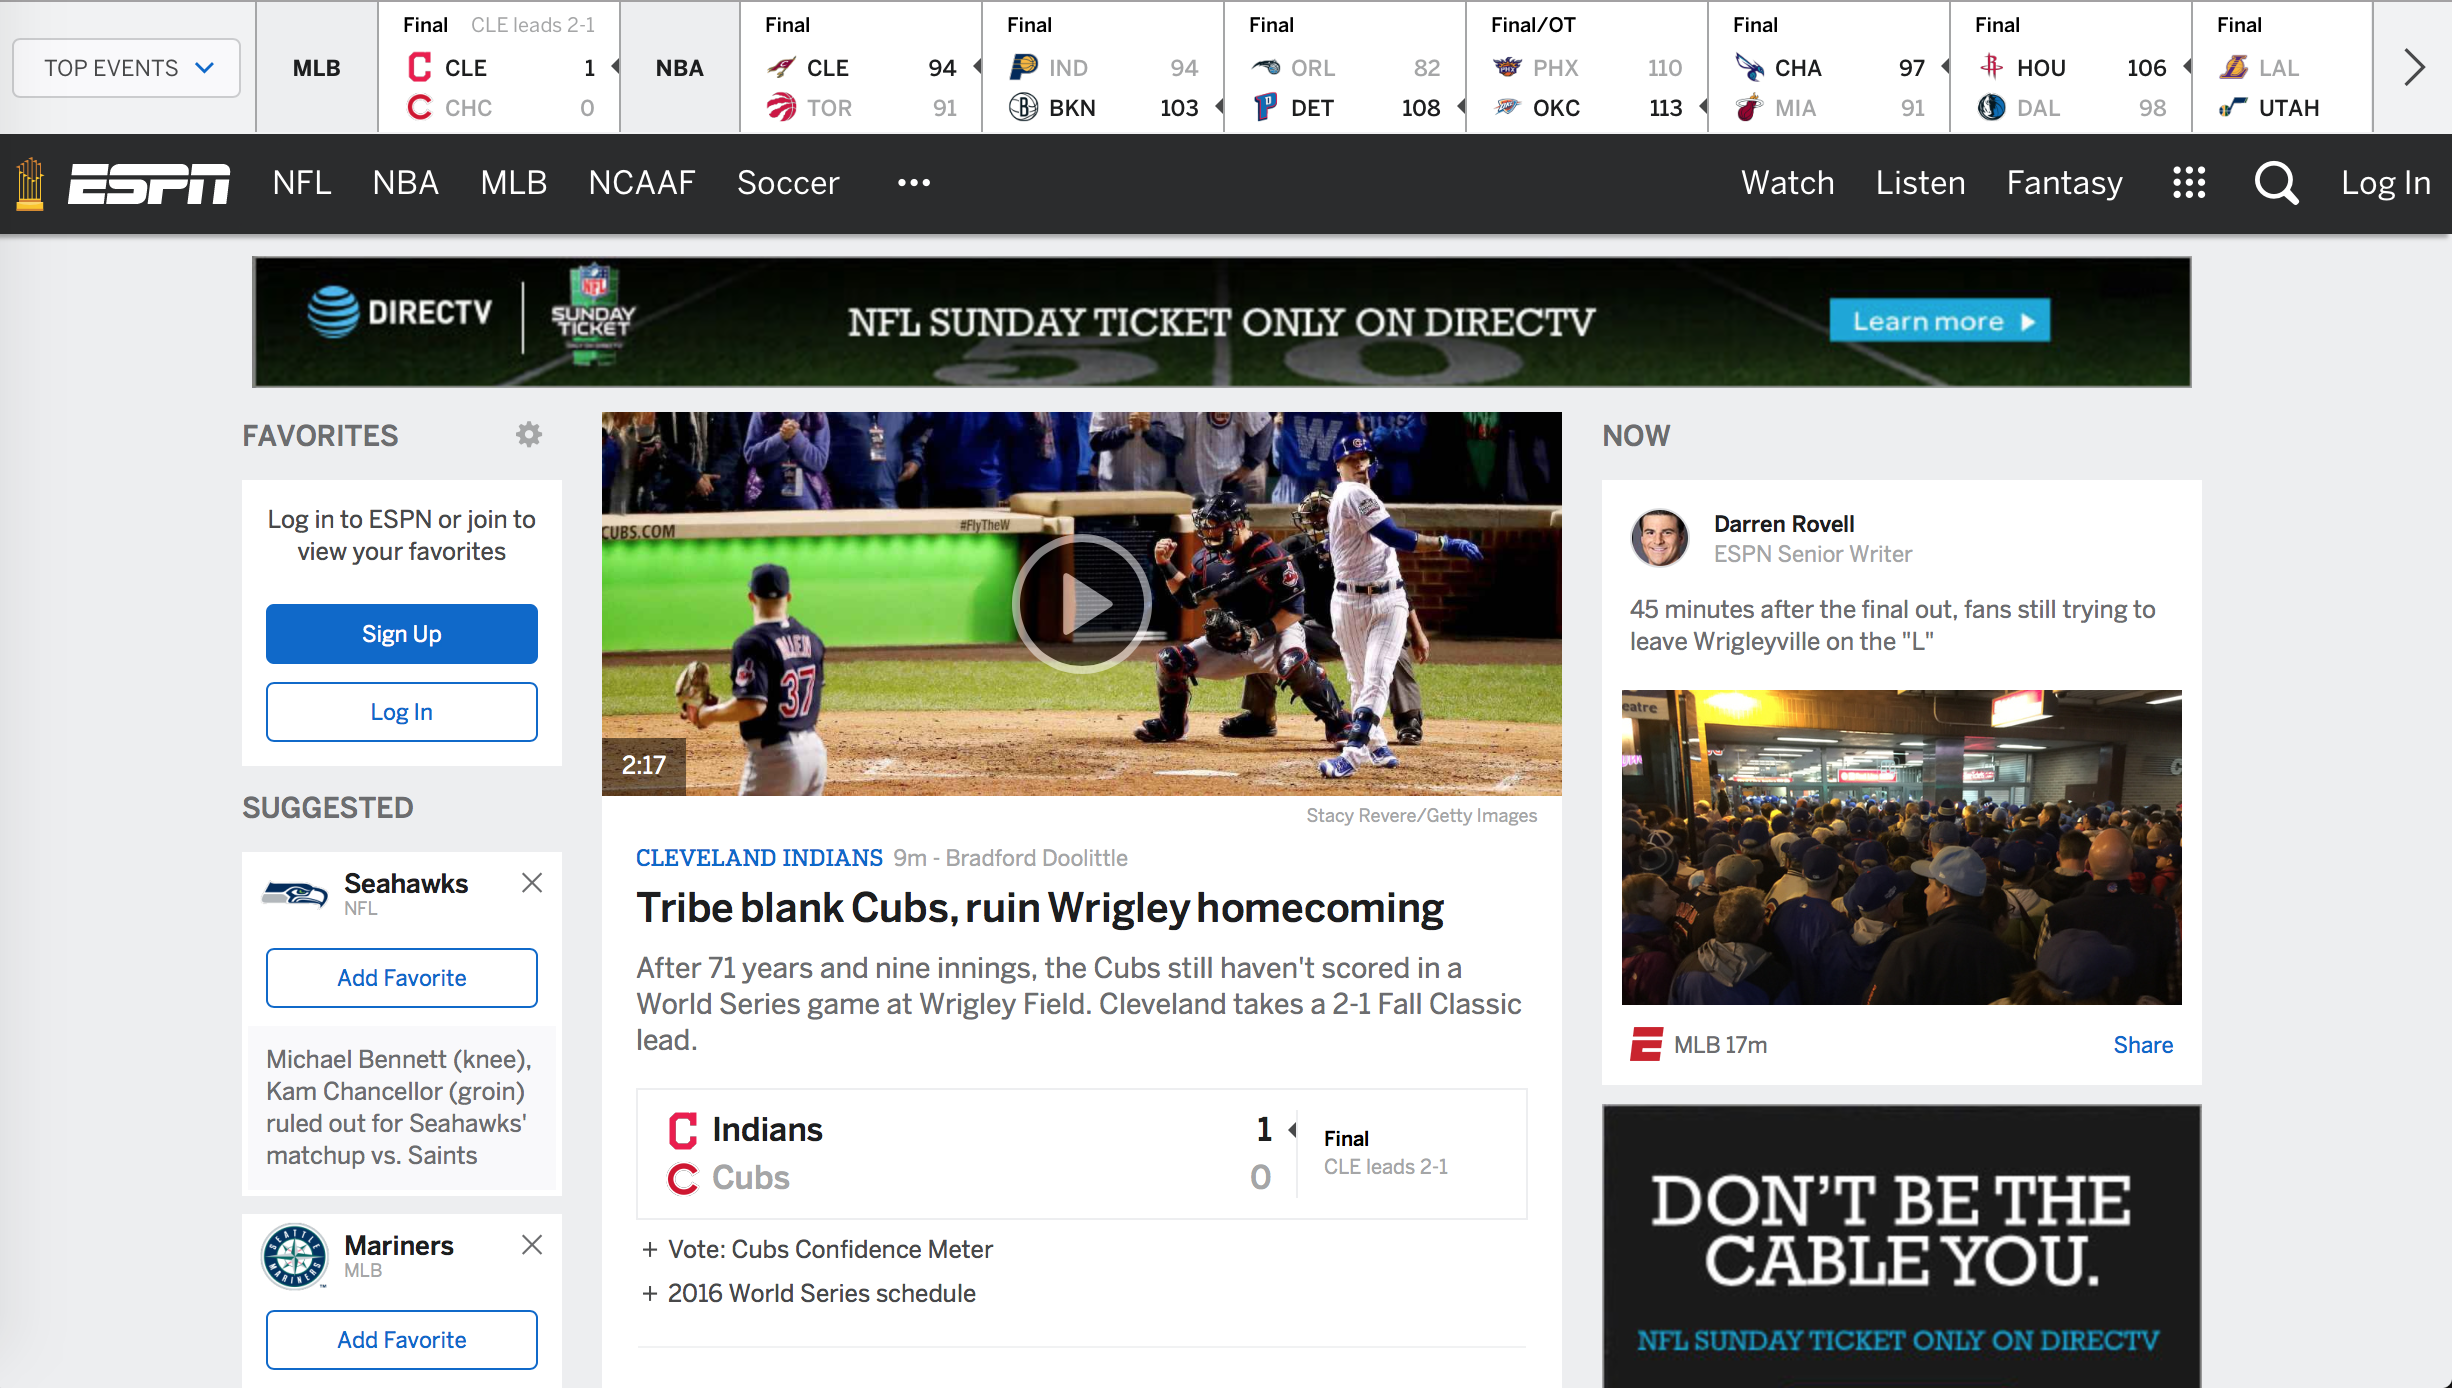 TOP EVENTS
MLB
Final CLE leads 2-1
CLE 1
CHC 0
NBA
Final
CLE 94
TOR 91
Final
IND 94
BKN 103
Final
ORL 82
DET 108
Final/OT
PHX 110
OKC 113
Final
CHA 97
MIA 91
Final
HOU 106
DAL 98
Final
LAL
UTAH
ESPN NFL NBA MLB NCAAF Soccer ••• Watch Listen Fantasy Log In
DIRECTV
NFL
SUNDAY
TICKET
NFL SUNDAY TICKET ONLY ON DIRECTV
Learn more
FAVORITES
Log in to ESPN or join to
view your favorites
Sign Up
Log In
SUGGESTED
Seahawks
NFL
Add Favorite
Michael Bennett (knee),
Kam Chancellor (groin)
ruled out for Seahawks'
matchup vs. Saints
SEATTLE
MARINERS
Mariners
MLB
Add Favorite
W
CUBS.COM
#FlyTheW
37
2:17
Stacy Revere/Getty Images
CLEVELAND INDIANS 9m - Bradford Doolittle
Tribe blank Cubs, ruin Wrigley homecoming
After 71 years and nine innings, the Cubs still haven't scored in a
World Series game at Wrigley Field. Cleveland takes a 2-1 Fall Classic
lead.
Indians 1
Cubs 0
Final
CLE leads 2-1
+ Vote: Cubs Confidence Meter
+ 2016 World Series schedule
NOW
Darren Rovell
ESPN Senior Writer
45 minutes after the final out, fans still trying to
leave Wrigleyville on the "L"
eatre
MLB 17m
Share
DON'T BE THE
CABLE YOU.
NFL SUNDAY TICKET ONLY ON DIRECTV